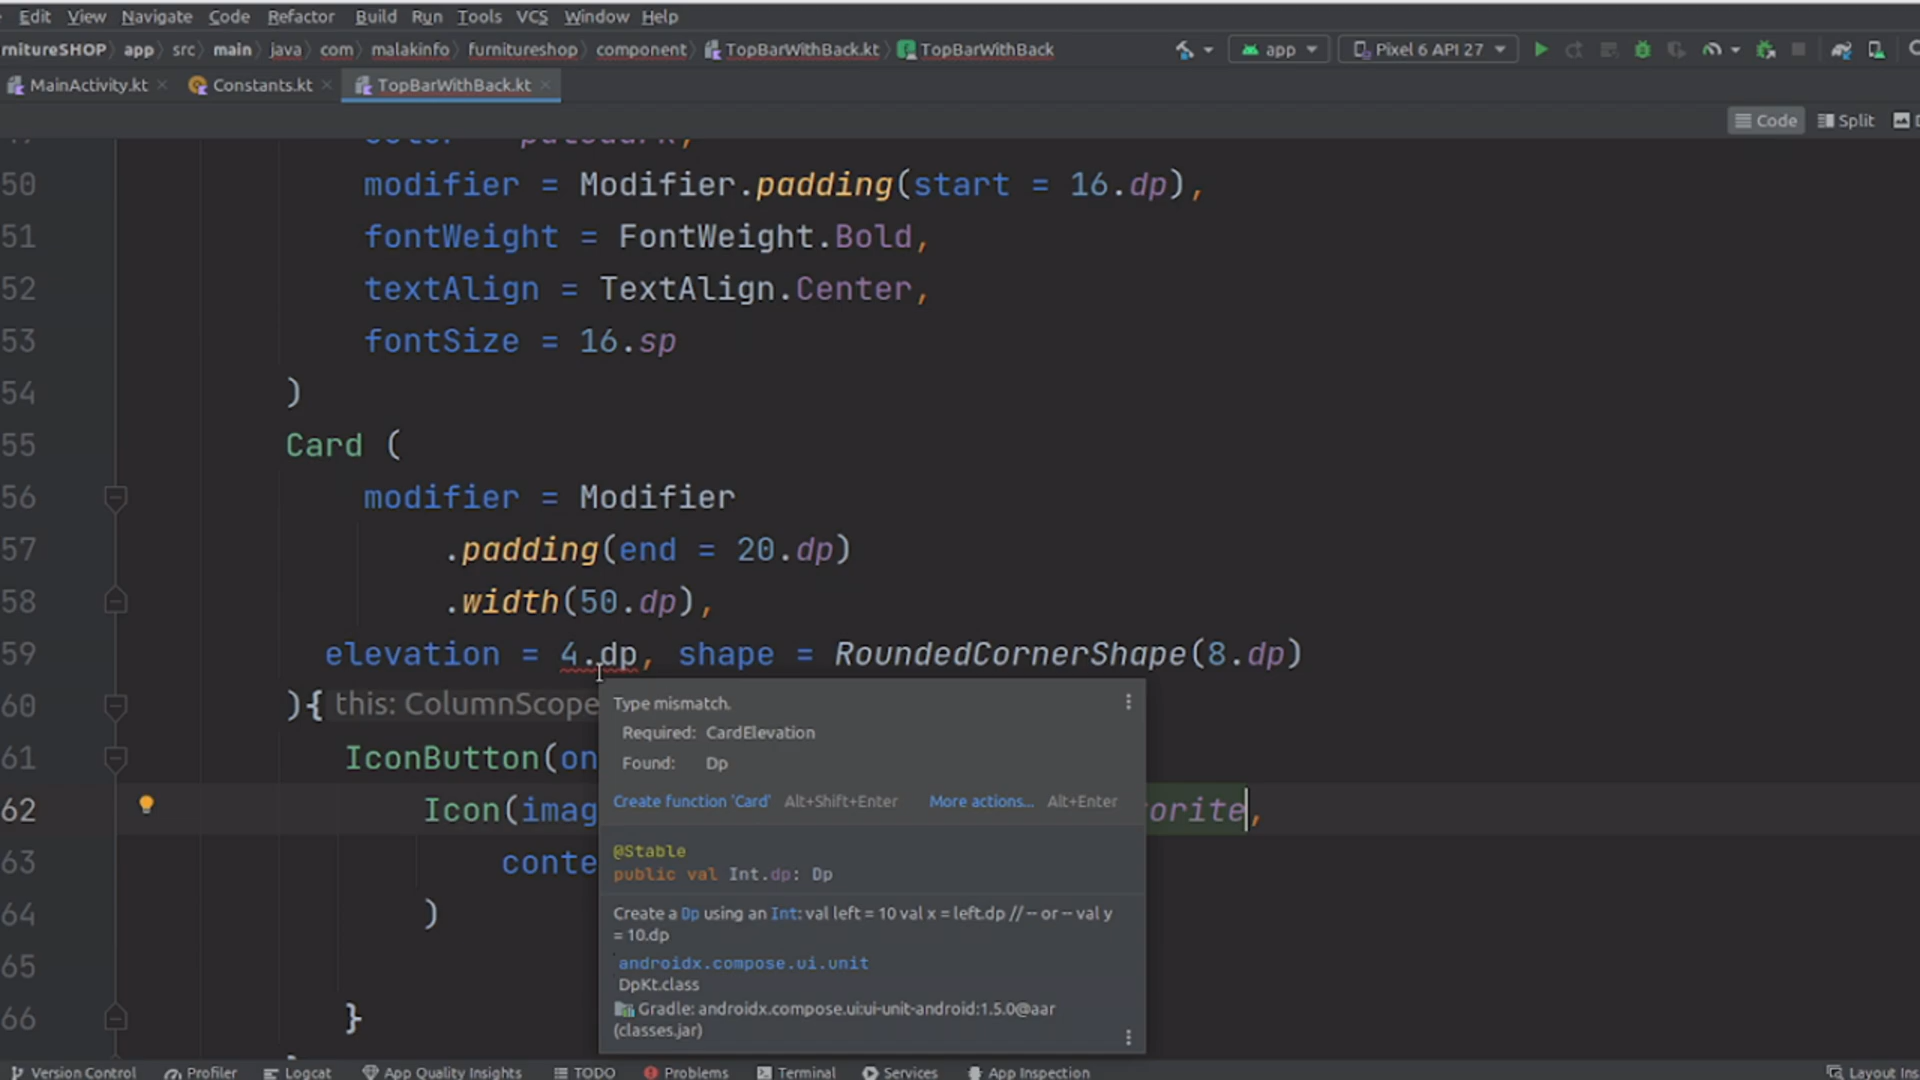 Edit View Navigate Code Refactor Build Run Tools VCS Window Help
rnitureSHOP app src main java com malakinfo furnitureshop component TopBarWithBack.kt TopBarWithBack app Pixel 6 API 27
MainActivity.kt Constants.kt TopBarWithBack.kt
Code Split
50 modifier = Modifier.padding(start = 16.dp),
51 fontWeight = FontWeight.Bold,
52 textAlign = TextAlign.Center,
53 fontSize = 16.sp
54 )
55 Card (
56 modifier = Modifier
57 .padding(end = 20.dp)
58 .width(50.dp),
59 elevation = 4.dp, shape = RoundedCornerShape(8.dp)
60 ){ this: ColumnScope
61 IconButton(on
62 Icon(imag orite,
63 conte
64 )
65
66 }
Type mismatch.
Required: CardElevation
Found: Dp
Create function 'Card' Alt+Shift+Enter More actions... Alt+Enter
@Stable
public val Int.dp: Dp
Create a Dp using an Int: val left = 10 val x = left.dp // -- or -- val y
= 10.dp
androidx.compose.ui.unit
DpKt.class
Gradle: androidx.compose.ui:ui-unit-android:1.5.0@aar
(classes.jar)
Version Control Profiler Logcat App Quality Insights TODO Problems Terminal Services App Inspection Layout Ins